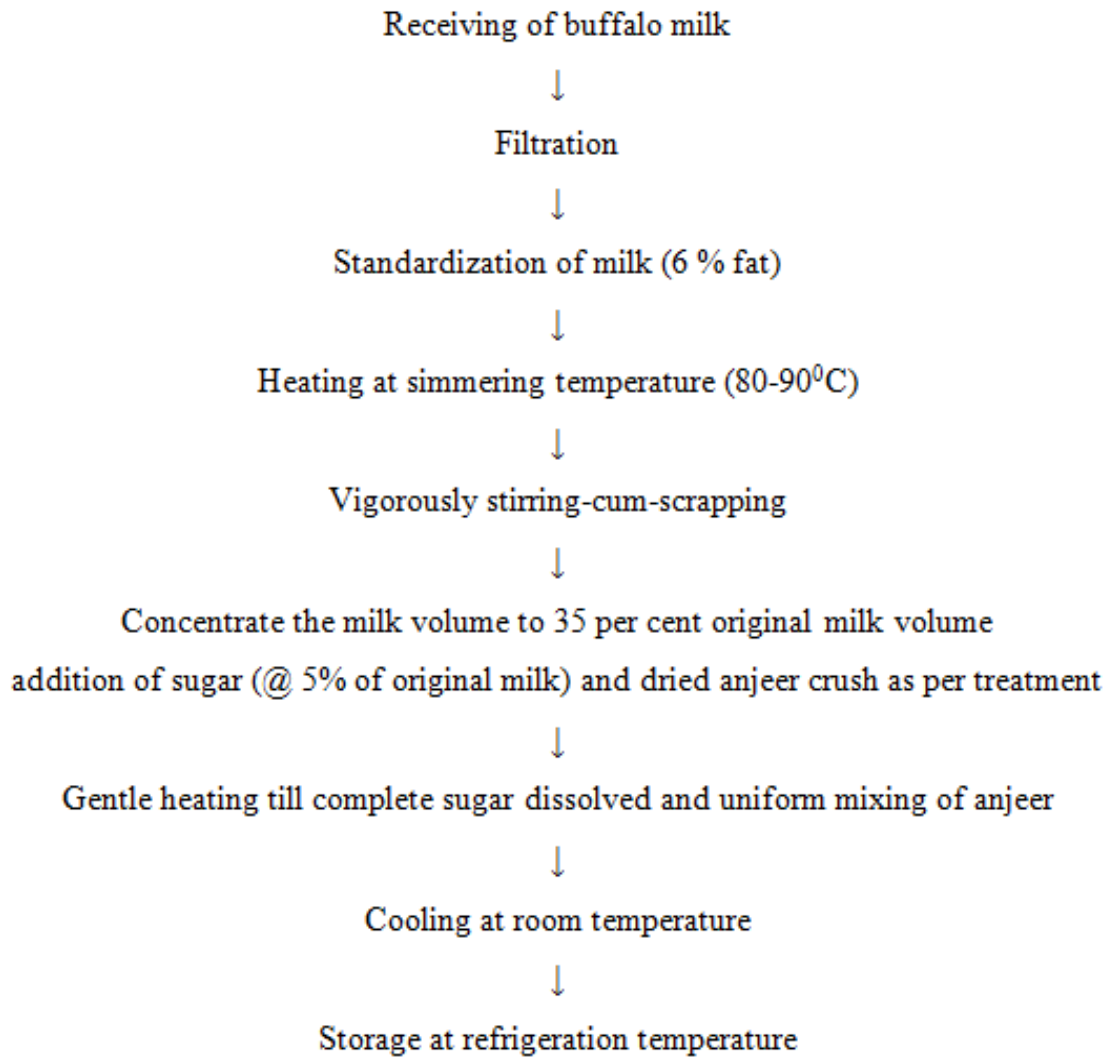 Receiving of buffalo milk
↓
Filtration
↓
Standardization of milk (6 % fat)
↓
Heating at simmering temperature (80-90⁰C)
↓
Vigorously stirring-cum-scrapping
↓
Concentrate the milk volume to 35 per cent original milk volume
addition of sugar (@ 5% of original milk) and dried anjeer crush as per treatment
↓
Gentle heating till complete sugar dissolved and uniform mixing of anjeer
↓
Cooling at room temperature
↓
Storage at refrigeration temperature